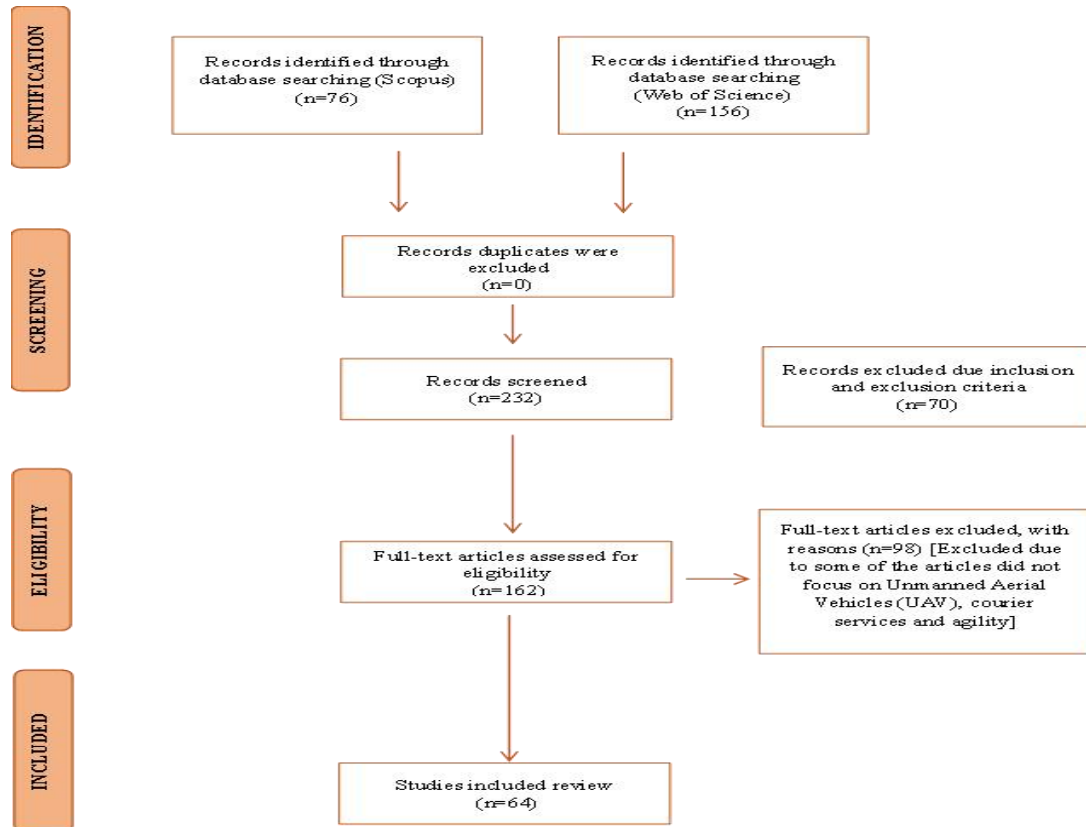 IDENTIFICATION
Records identified through
database searching (Scopus)
(n=76)
Records identified through
database searching
(Web of Science)
(n=156)
SCREENING
Records duplicates were
excluded
(n=0)
Records screened
(n=232)
Records excluded due inclusion
and exclusion criteria
(n=70)
ELIGIBILITY
Full-text articles assessed for
eligibility
(n=162)
Full-text articles excluded, with
reasons (n=98) [Excluded due
to some of the articles did not
focus on Unmanned Aerial
Vehicles (UAV), courier
services and agility]
INCLUDED
Studies included review
(n=64)